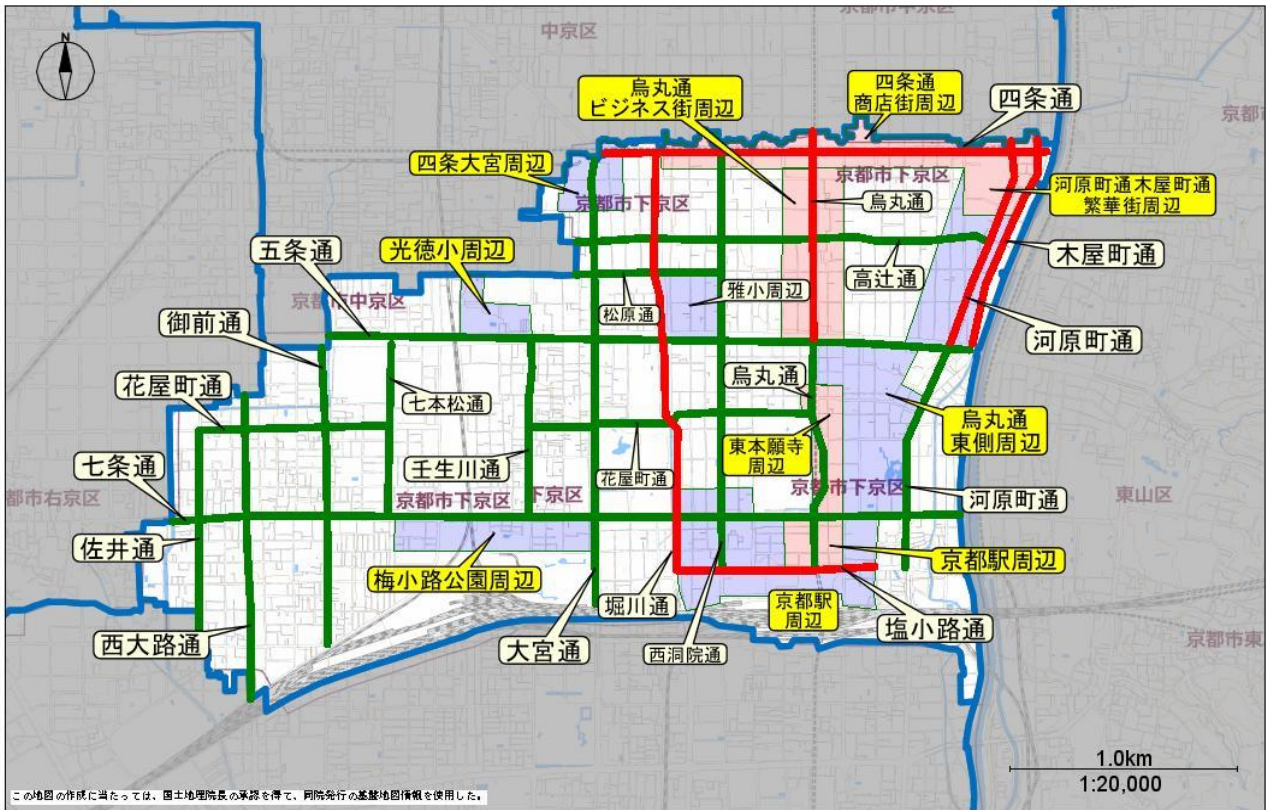 京都市中京区
中京区
N
四条通
商店街周辺
烏丸通
ビジネス街周辺
四条通
京都
四条大宮周辺
京都市下京区
河原町通木屋町通
繁華街周辺
京都市下京区
烏丸通
五条通
光徳小周辺
高辻通
木屋町通
雅小周辺
京都市中京区
松原通
御前通
河原町通
花屋町通
七本松通
烏丸通
烏丸通
東側周辺
東本願寺
周辺
七条通
壬生川通
花屋町通
京都市下京区
都市右京区
京都市下京区
下京区
河原町通
東山区
佐井通
京都駅周辺
梅小路公園周辺
堀川通
京都駅
周辺
塩小路通
西大路通
大宮通
西洞院通
京都市東
1.0km
1:20,000
この地図の作成に当たっては、国土地理院長の承認を得て、同院発行の基盤地図情報を使用した。